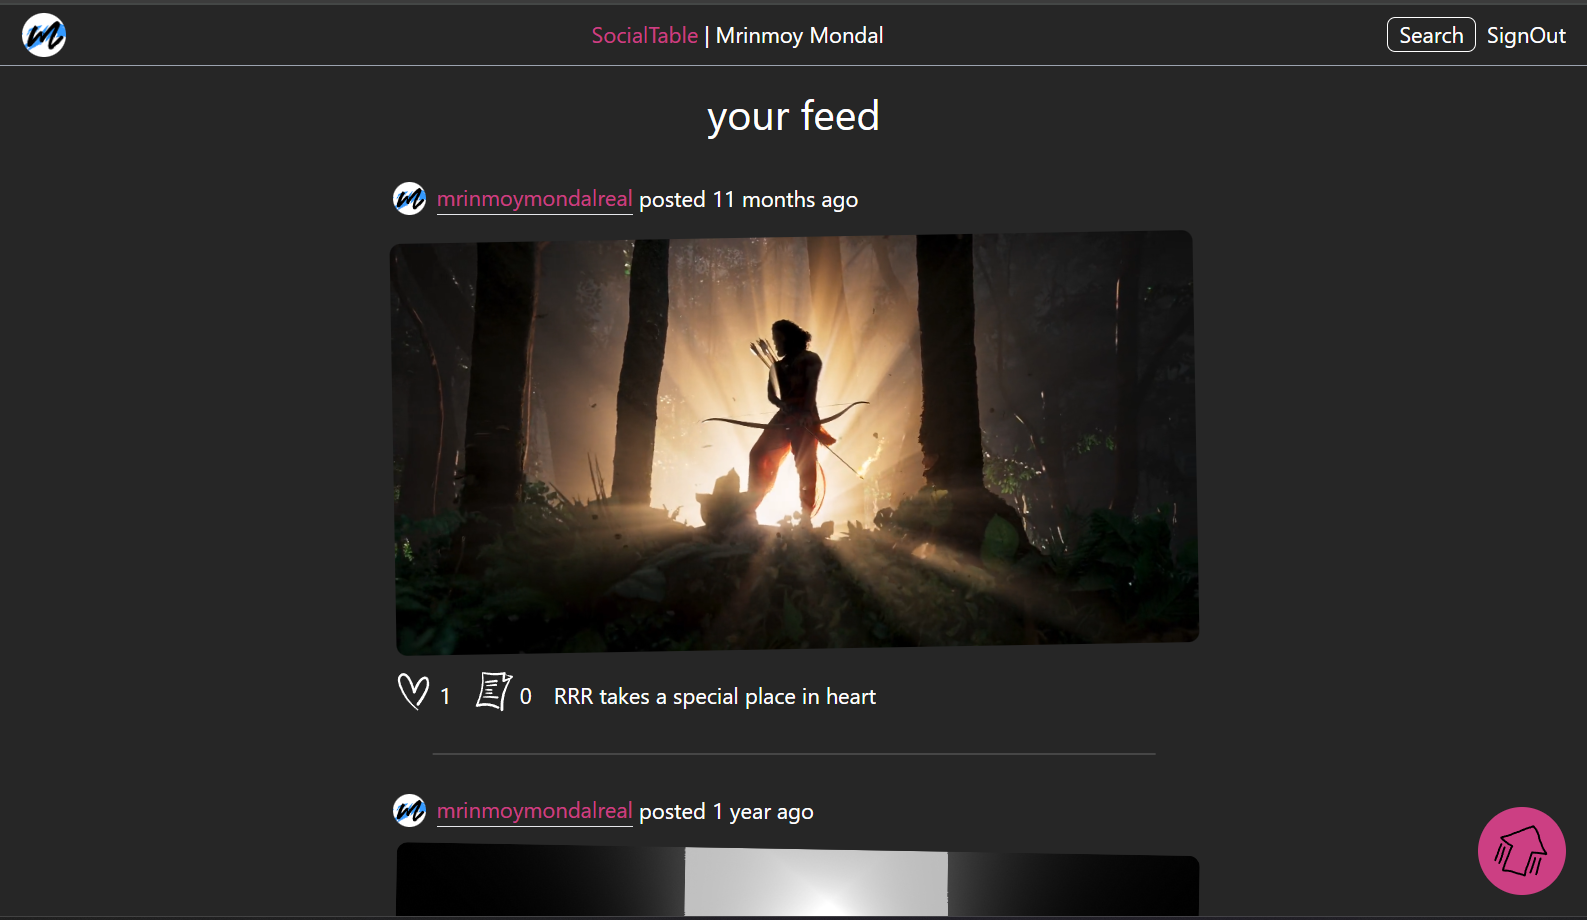 SocialTable | Mrinmoy Mondal
Search SignOut
your feed
mrinmoymondalreal posted 11 months ago
1 0 RRR takes a special place in heart
mrinmoymondalreal posted 1 year ago